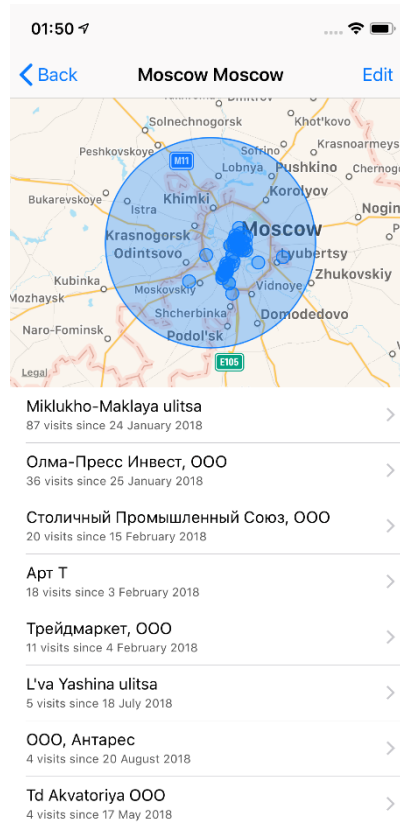 01:50
Back
Moscow Moscow
Edit
Dmitrov
Solnechnogorsk
Khot'kovo
Peshkovskoye
Sofrino
Krasnoarmeys
M11
Lobnya
Pushkino
Chernogo
Bukarevskoye
Istra
Khimki
Korolyov
Nogin
Krasnogorsk
Moscow
Odintsovo
Lyubertsy
Kubinka
Moskovskiy
Vidnoye
Zhukovskiy
Mozhaysk
Shcherbinka
Domodedovo
Naro-Fominsk
Podol'sk
E105
Legal
Miklukho-Maklaya ulitsa
87 visits since 24 January 2018
Олма-Пресс Инвест, ООО
36 visits since 25 January 2018
Столичный Промышленный Союз, ООО
20 visits since 15 February 2018
Арт Т
18 visits since 3 February 2018
Трейдмаркет, ООО
11 visits since 4 February 2018
L'va Yashina ulitsa
5 visits since 18 July 2018
ООО, Антарес
4 visits since 20 August 2018
Td Akvatoriya OOO
4 visits since 17 May 2018